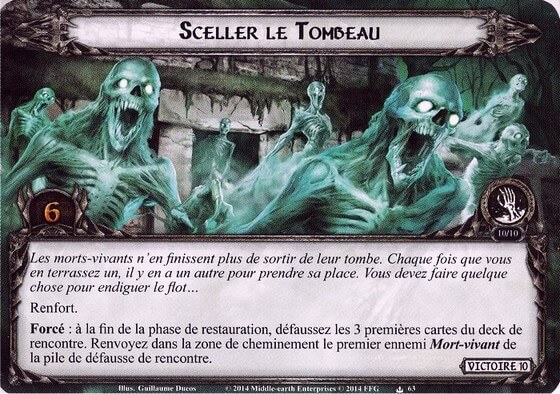 Sceller le Tombeau
6
10/10
Les morts-vivants n'en finissent plus de sortir de leur tombe. Chaque fois que vous
en terrassez un, il y en a un autre pour prendre sa place. Vous devez faire quelque
chose pour endiguer le flot…
Renfort.
Forcé : à la fin de la phase de restauration, défaussez les 3 premières cartes du deck de
rencontre. Renvoyez dans la zone de cheminement le premier ennemi Mort-vivant de
la pile de défausse de rencontre.
VICTOIRE 10
Illus. Guillaume Ducos © 2014 Middle-earth Enterprises © 2014 FFG 63